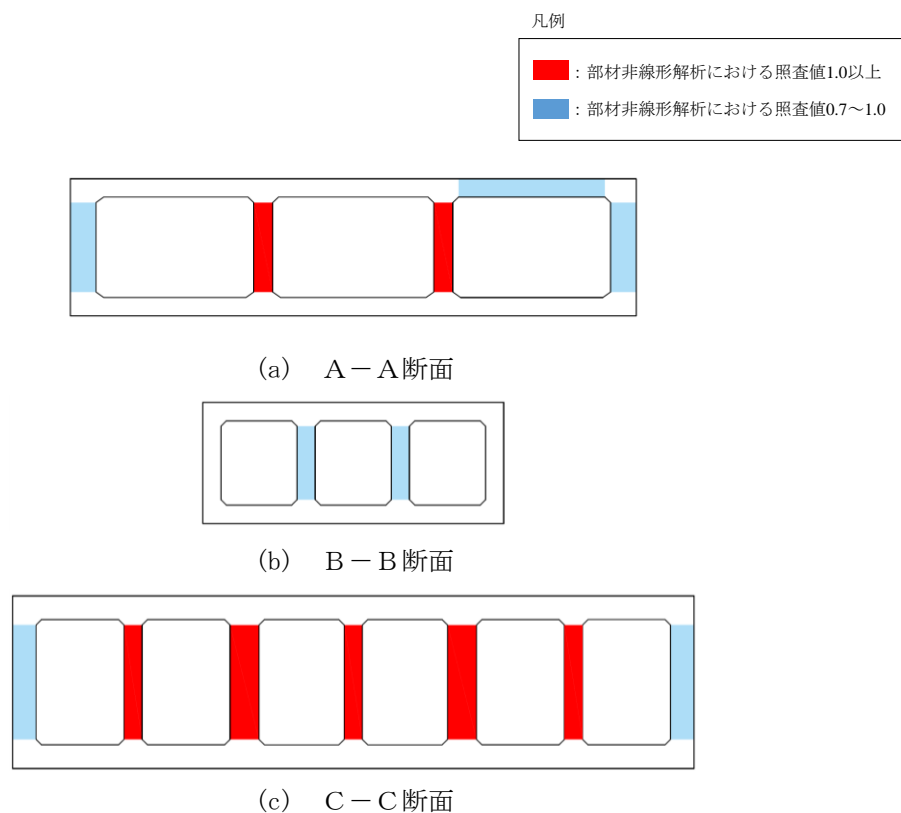 凡例
：部材非線形解析における照査値1.0以上
：部材非線形解析における照査値0.7～1.0
(a)　Ａ－Ａ断面
(b)　Ｂ－Ｂ断面
(c)　Ｃ－Ｃ断面